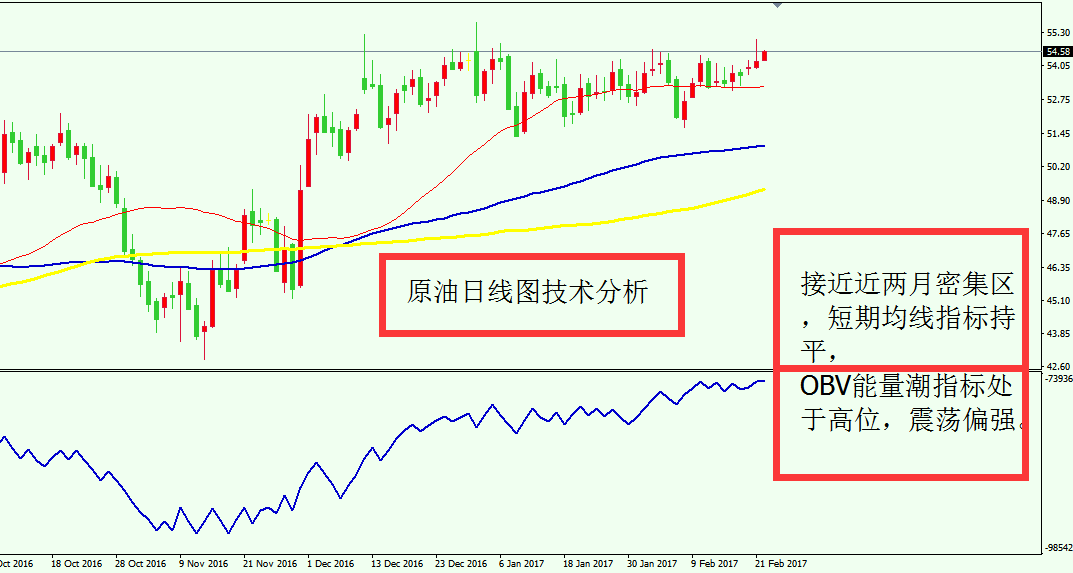 55.30
54.58
54.05
52.75
51.45
50.20
48.90
47.65
原油日线图技术分析
接近近两月密集区
，短期均线指标持
平，
46.35
45.10
43.85
42.60
-73936
OBV能量潮指标处
于高位，震荡偏强。
-98542
Oct 2016 18 Oct 2016 28 Oct 2016 9 Nov 2016 21 Nov 2016 1 Dec 2016 13 Dec 2016 23 Dec 2016 6 Jan 2017 18 Jan 2017 30 Jan 2017 9 Feb 2017 21 Feb 2017